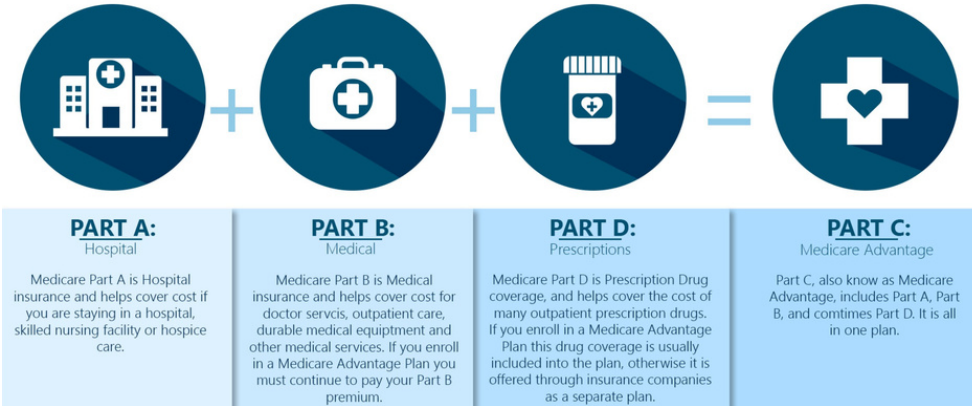 PART A:
Hospital
Medicare Part A is Hospital
insurance and helps cover cost if
you are staying in a hospital,
skilled nursing facility or hospice
care.
PART B:
Medical
Medicare Part B is Medical
insurance and helps cover cost for
doctor servcis, outpatient care,
durable medical equiptment and
other medical services. If you enroll
in a Medicare Advantage Plan you
must continue to pay your Part B
premium.
PART D:
Prescriptions
Medicare Part D is Prescription Drug
coverage, and helps cover the cost of
many outpatient prescription drugs.
If you enroll in a Medicare Advantage
Plan this drug coverage is usually
included into the plan, otherwise it is
offered through insurance companies
as a separate plan.
PART C:
Medicare Advantage
Part C, also know as Medicare
Advantage, includes Part A, Part
B, and comtimes Part D. It is all
in one plan.